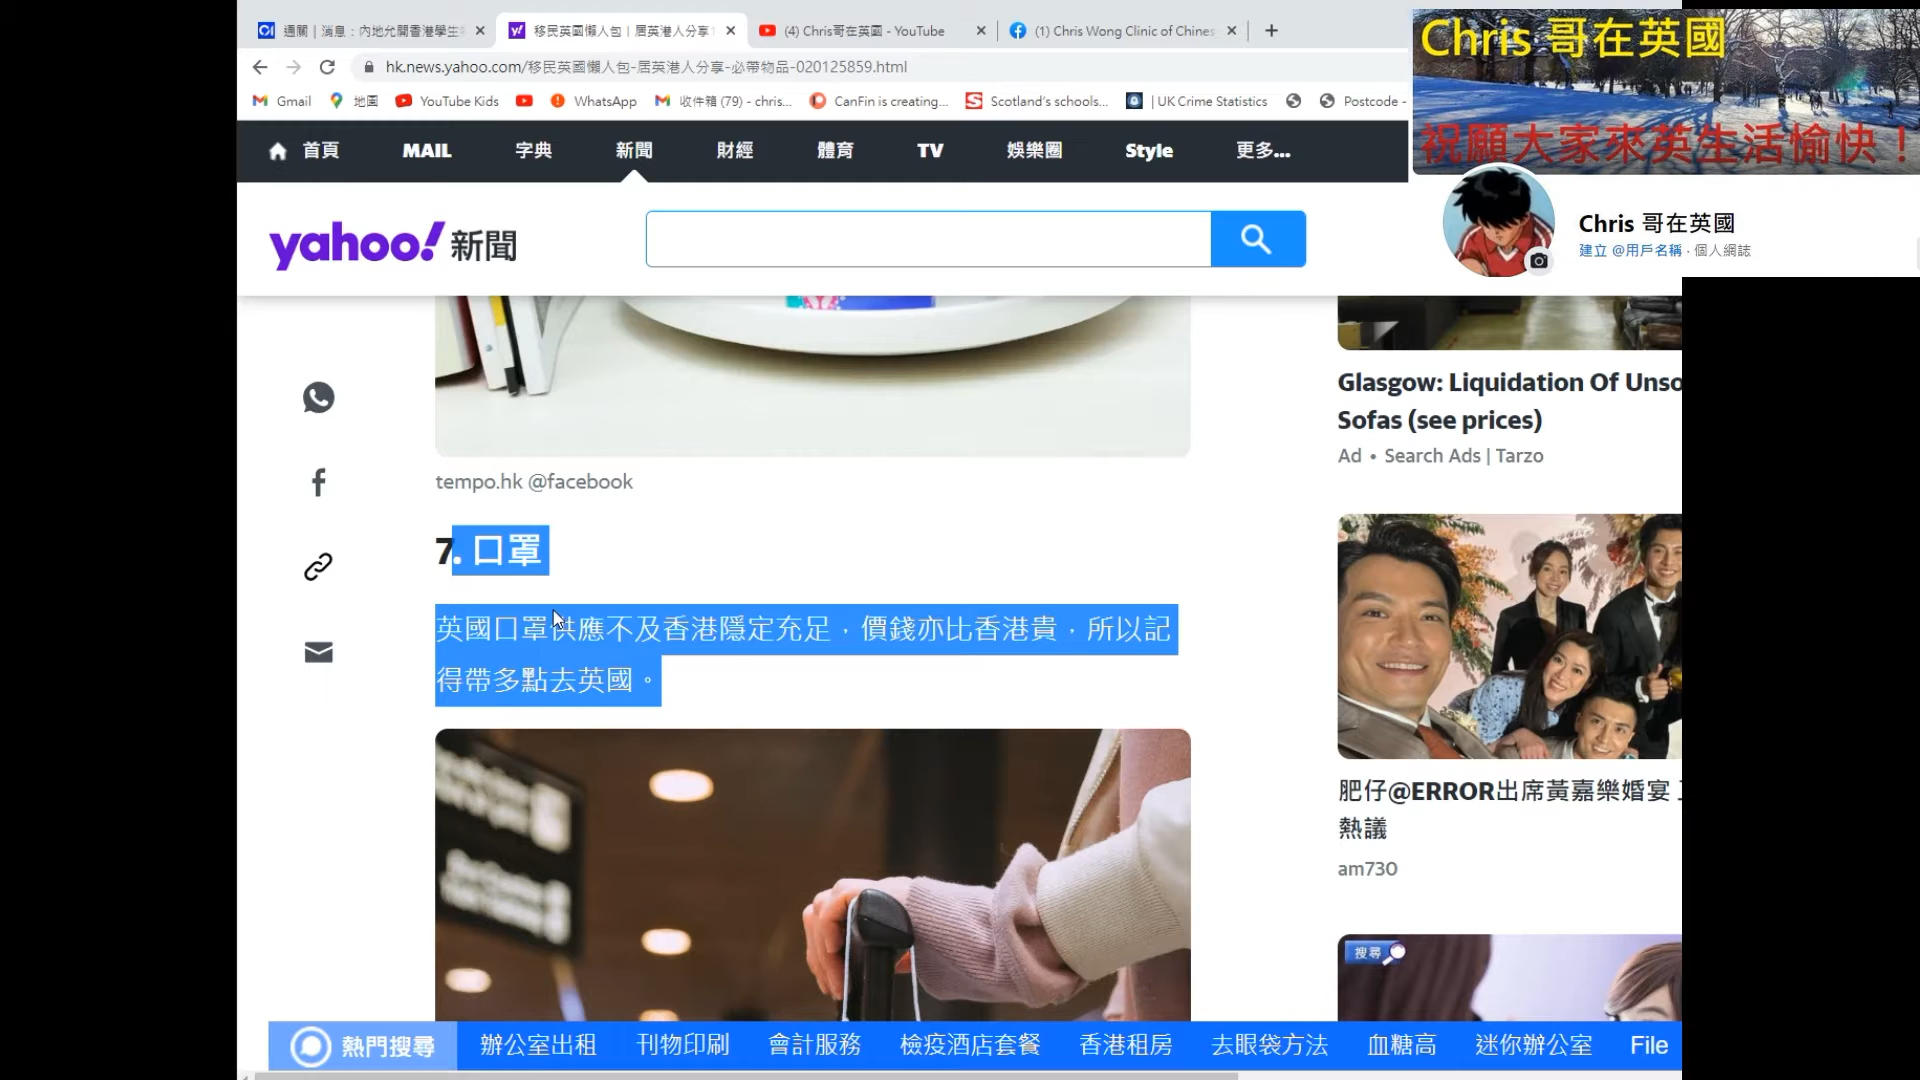 通關｜消息：內地允開香港學生
移民英國懶人包｜居英港人分享
(4) Chris哥在英國 - YouTube
(1) Chris Wong Clinic of Chines
hk.news.yahoo.com/移民英國懶人包-居英港人分享-必帶物品-020125859.html
Gmail 地圖 YouTube Kids WhatsApp 收件箱 (79) - chris... CanFin is creating... Scotland's schools... | UK Crime Statistics Postcode -
Chris 哥在英國
祝願大家來英生活愉快！
首頁 MAIL 字典 新聞 財經 體育 TV 娛樂圈 Style 更多...
yahoo!新聞
Chris 哥在英國
建立 @用戶名稱 · 個人網誌
tempo.hk @facebook
7. 口罩
英國口罩供應不及香港隱定充足，價錢亦比香港貴，所以記
得帶多點去英國。
Glasgow: Liquidation Of Unso
Sofas (see prices)
Ad • Search Ads | Tarzo
肥仔@ERROR出席黃嘉樂婚宴
熱議
am730
搜尋
熱門搜尋 辦公室出租 刊物印刷 會計服務 檢疫酒店套餐 香港租房 去眼袋方法 血糖高 迷你辦公室 File